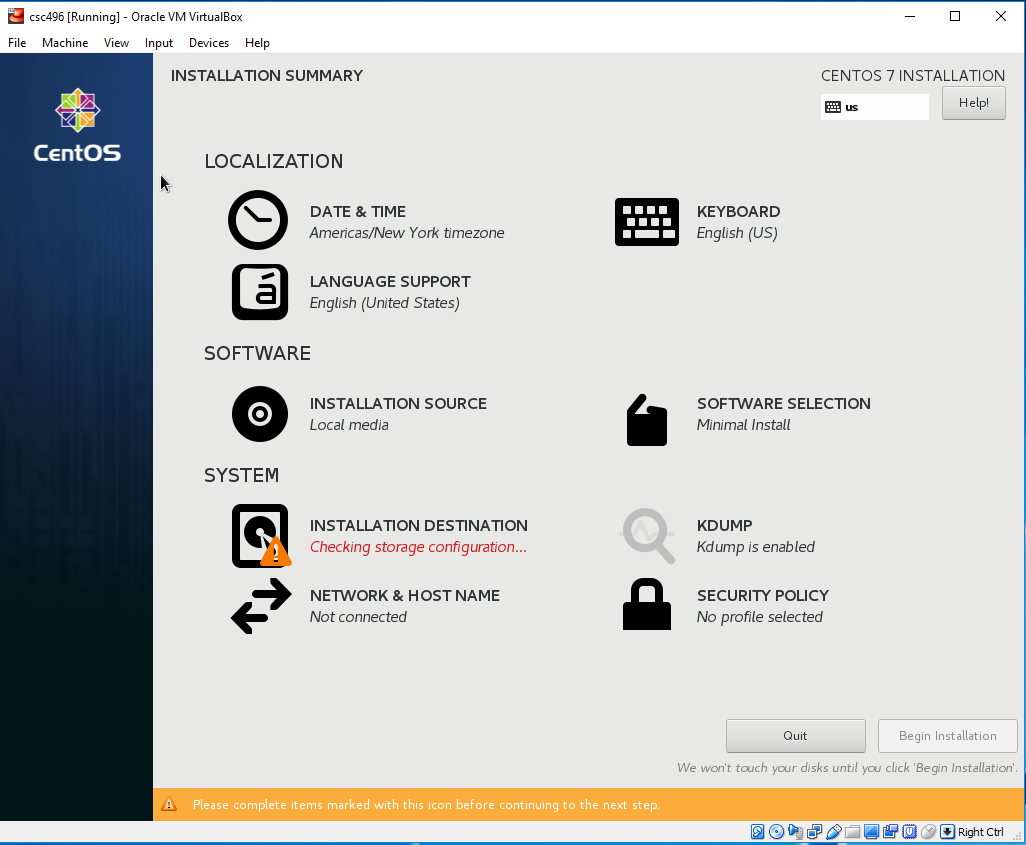 csc496 [Running] - Oracle VM VirtualBox
File Machine View Input Devices Help
CentOS
INSTALLATION SUMMARY
CENTOS 7 INSTALLATION
us
Help!
LOCALIZATION
DATE & TIME
Americas/New York timezone
KEYBOARD
English (US)
á
LANGUAGE SUPPORT
English (United States)
SOFTWARE
INSTALLATION SOURCE
Local media
SOFTWARE SELECTION
Minimal Install
SYSTEM
INSTALLATION DESTINATION
Checking storage configuration...
KDUMP
Kdump is enabled
NETWORK & HOST NAME
Not connected
SECURITY POLICY
No profile selected
Quit
Begin Installation
We won't touch your disks until you click 'Begin Installation'.
Please complete items marked with this icon before continuing to the next step.
Right Ctrl